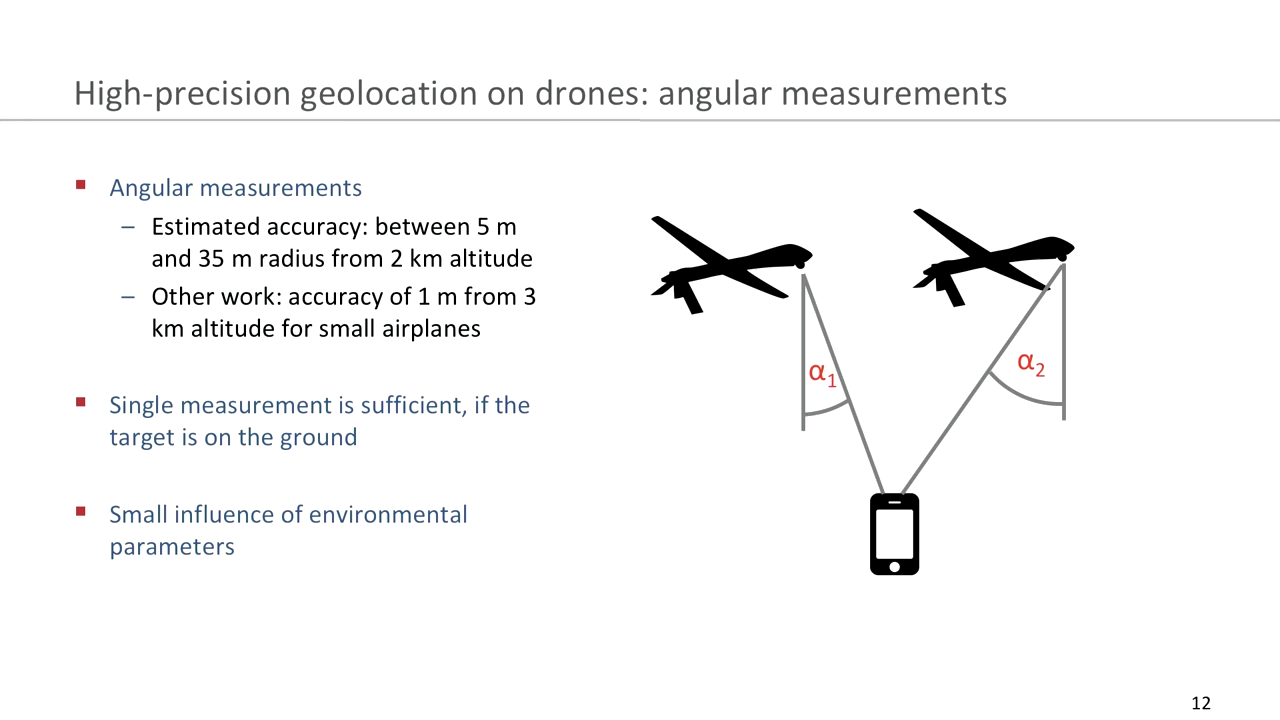 High-precision geolocation on drones: angular measurements
Angular measurements
– Estimated accuracy: between 5 m
and 35 m radius from 2 km altitude
– Other work: accuracy of 1 m from 3
km altitude for small airplanes
Single measurement is sufficient, if the
target is on the ground
Small influence of environmental
parameters
α₁
α₂
12